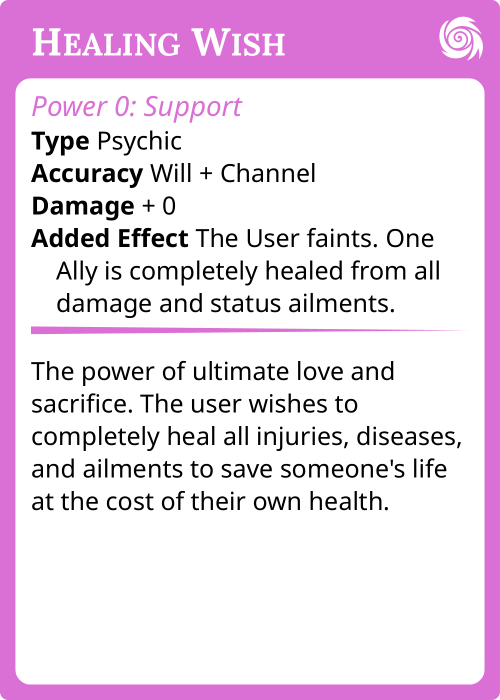 Healing Wish
Power 0: Support
Type Psychic
Accuracy Will + Channel
Damage + 0
Added Effect The User faints. One
Ally is completely healed from all
damage and status ailments.
The power of ultimate love and
sacrifice. The user wishes to
completely heal all injuries, diseases,
and ailments to save someone's life
at the cost of their own health.